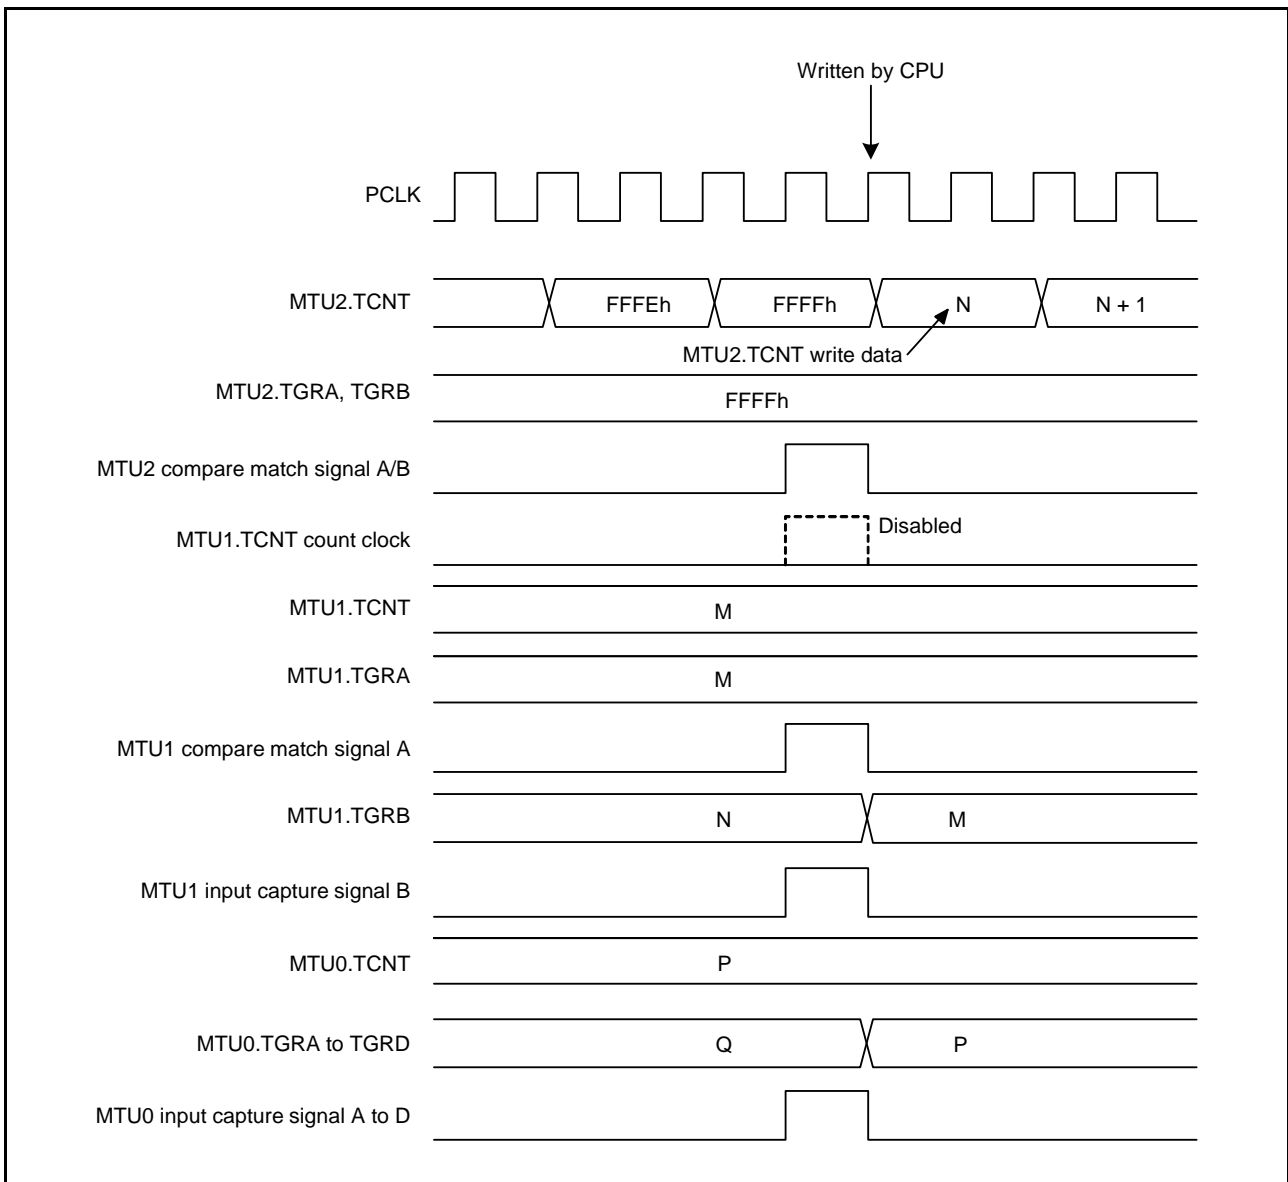 Written by CPU
PCLK
MTU2.TCNT FFFEh FFFFh N N + 1
MTU2.TCNT write data
MTU2.TGRA, TGRB FFFFh
MTU2 compare match signal A/B
MTU1.TCNT count clock Disabled
MTU1.TCNT M
MTU1.TGRA M
MTU1 compare match signal A
MTU1.TGRB N M
MTU1 input capture signal B
MTU0.TCNT P
MTU0.TGRA to TGRD Q P
MTU0 input capture signal A to D